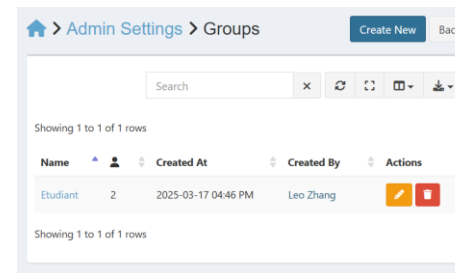 > Admin Settings > Groups
Create New
Search
Showing 1 to 1 of 1 rows
Name Created At Created By Actions
Etudiant 2 2025-03-17 04:46 PM Leo Zhang
Showing 1 to 1 of 1 rows